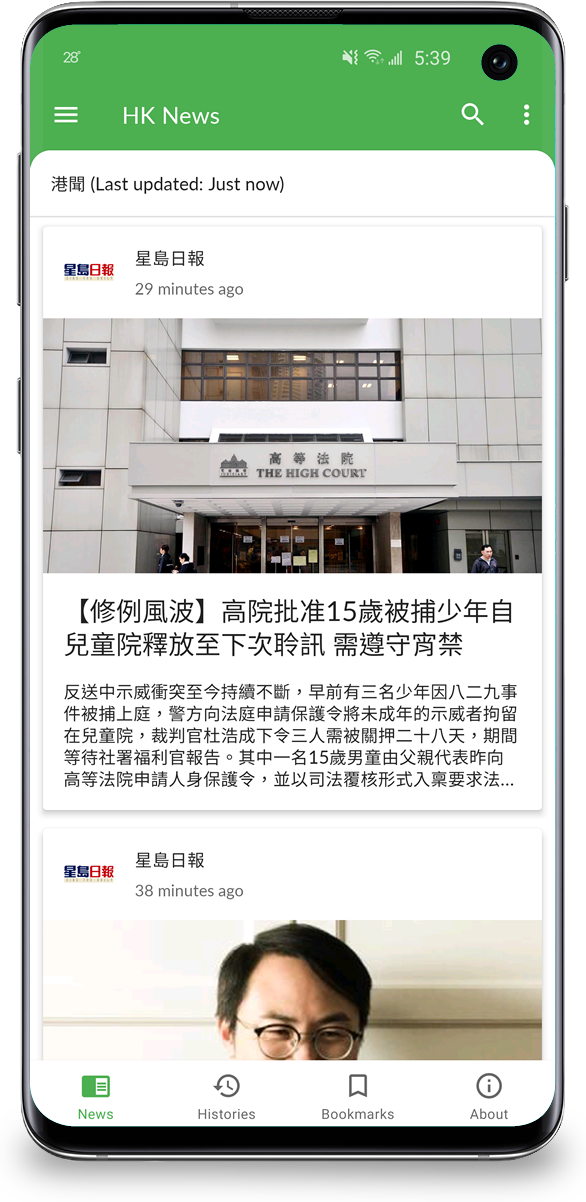 28°
5:39
HK News
港聞 (Last updated: Just now)
星島日報
星島日報
29 minutes ago
高等法院
THE HIGH COURT
【修例風波】高院批准15歲被捕少年自
兒童院釋放至下次聆訊 需遵守宵禁
反送中示威衝突至今持續不斷，早前有三名少年因八二九事
件被捕上庭，警方向法庭申請保護令將未成年的示威者拘留
在兒童院，裁判官杜浩成下令三人需被關押二十八天，期間
等待社署福利官報告。其中一名15歲男童由父親代表昨向
高等法院申請人身保護令，並以司法覆核形式入稟要求法...
星島日報
星島日報
38 minutes ago
News
Histories
Bookmarks
About